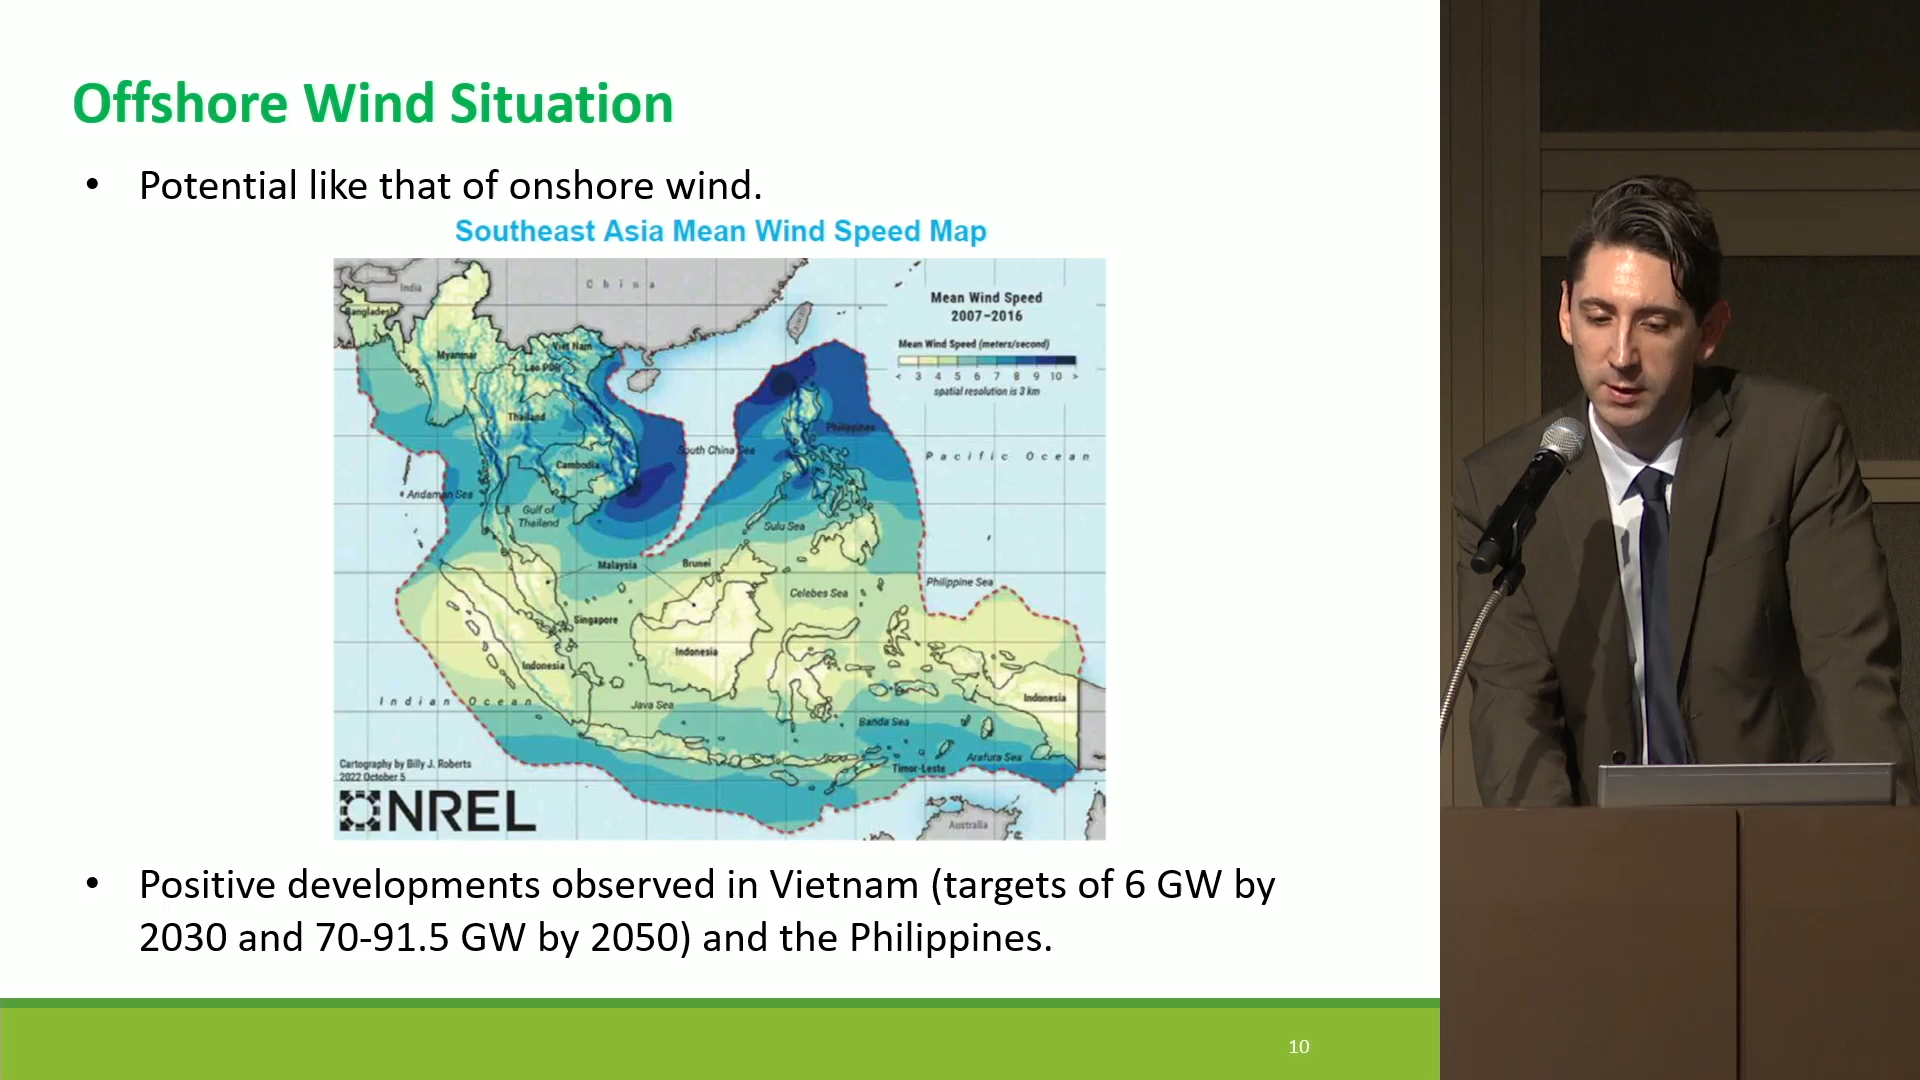 Offshore Wind Situation
• Potential like that of onshore wind.
Southeast Asia Mean Wind Speed Map
India
China
Bangladesh
Taiwan
Mean Wind Speed
2007–2016
Mean Wind Speed (meters/second)
< 3 4 5 6 7 8 9 10 >
spatial resolution is 3 km
Myanmar
Viet Nam
Lao PDR
Thailand
Philippines
South China Sea
Pacific Ocean
Cambodia
Andaman Sea
Gulf of
Thailand
Sulu Sea
Malaysia
Brunei
Philippine Sea
Celebes Sea
Singapore
Indonesia
Indonesia
Indonesia
Indian Ocean
Java Sea
Banda Sea
Arafura Sea
Timor-Leste
Cartography by Billy J. Roberts
2022 October 5
NREL
Australia
• Positive developments observed in Vietnam (targets of 6 GW by
2030 and 70-91.5 GW by 2050) and the Philippines.
10